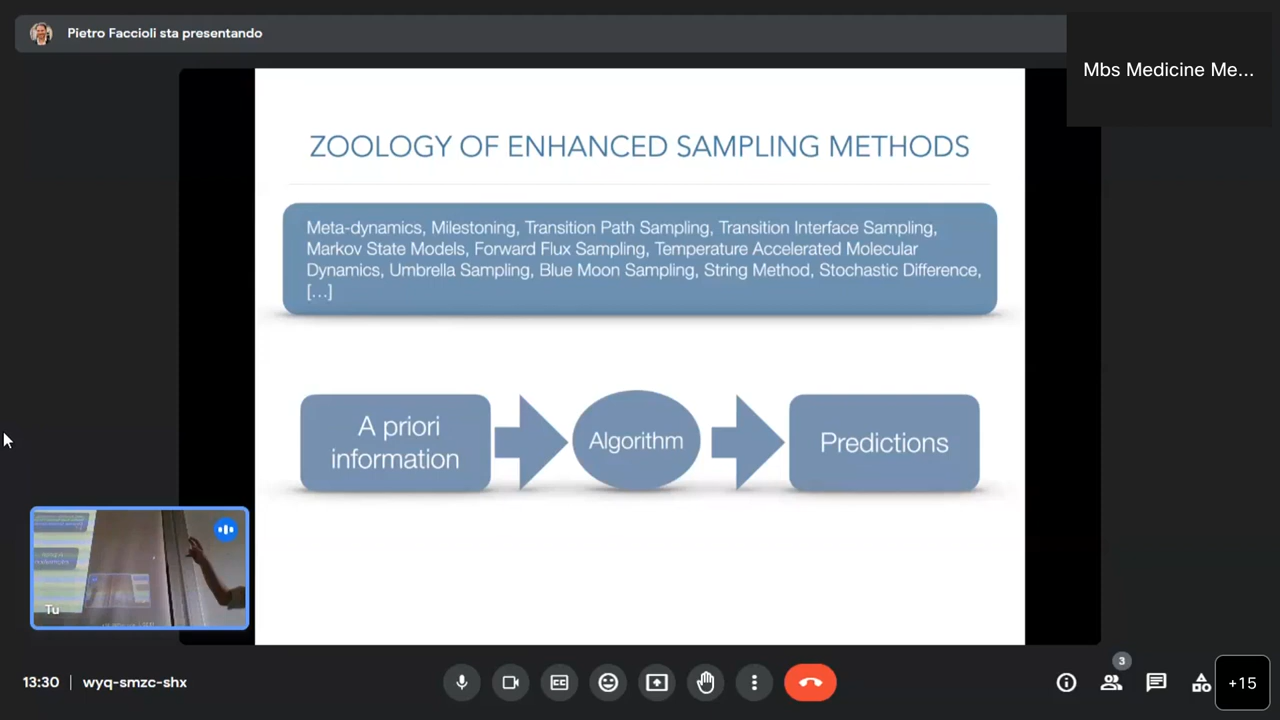 Pietro Faccioli sta presentando
Mbs Medicine Me...
ZOOLOGY OF ENHANCED SAMPLING METHODS
Meta-dynamics, Milestoning, Transition Path Sampling, Transition Interface Sampling,
Markov State Models, Forward Flux Sampling, Temperature Accelerated Molecular
Dynamics, Umbrella Sampling, Blue Moon Sampling, String Method, Stochastic Difference,
[...]
A priori
information
Algorithm
Predictions
Tu
13:30 | wyq-smzc-shx
3
+15